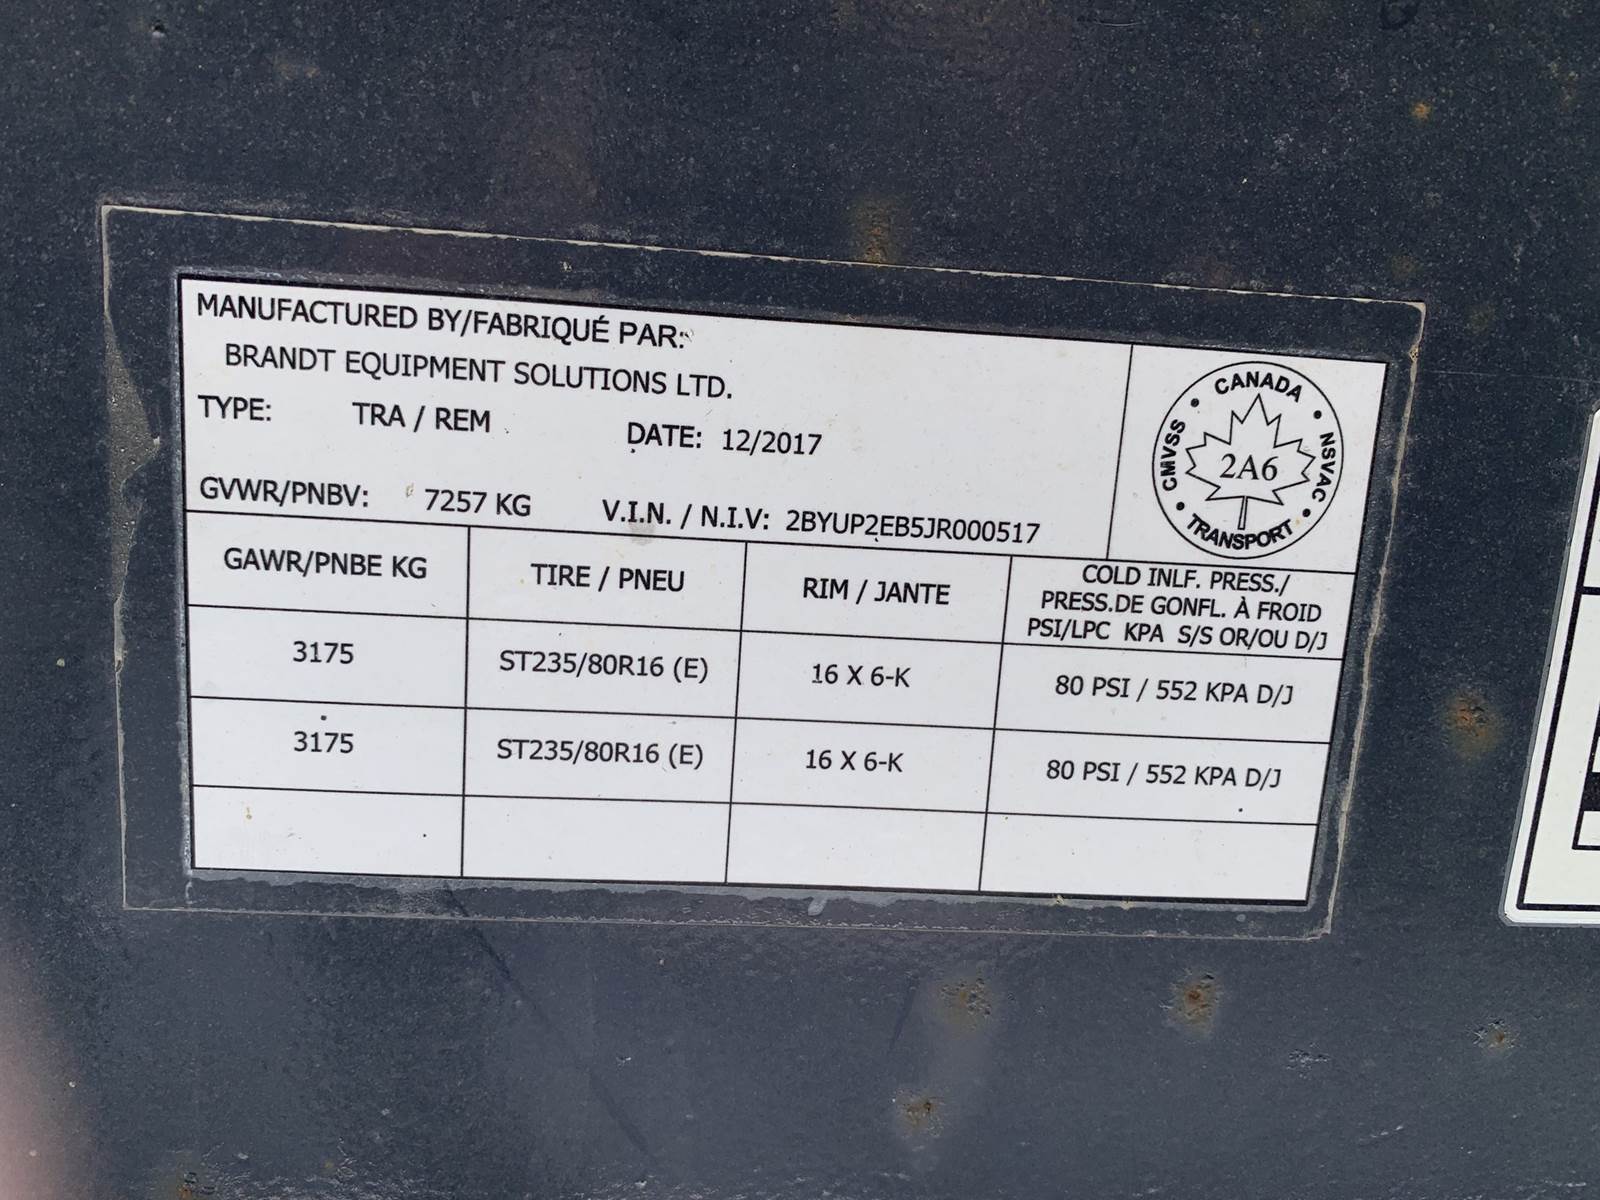 MANUFACTURED BY/FABRIQUÉ PAR:
BRANDT EQUIPMENT SOLUTIONS LTD.
TYPE: TRA / REM DATE: 12/2017
GVWR/PNBV: 7257 KG V.I.N. / N.I.V: 2BYUP2EB5JR000517
CANADA
CMVSS 2A6 NSVAC
TRANSPORT
GAWR/PNBE KG TIRE / PNEU RIM / JANTE COLD INLF. PRESS./
PRESS.DE GONFL. À FROID
PSI/LPC KPA S/S OR/OU D/J
3175 ST235/80R16 (E) 16 X 6-K 80 PSI / 552 KPA D/J
3175 ST235/80R16 (E) 16 X 6-K 80 PSI / 552 KPA D/J